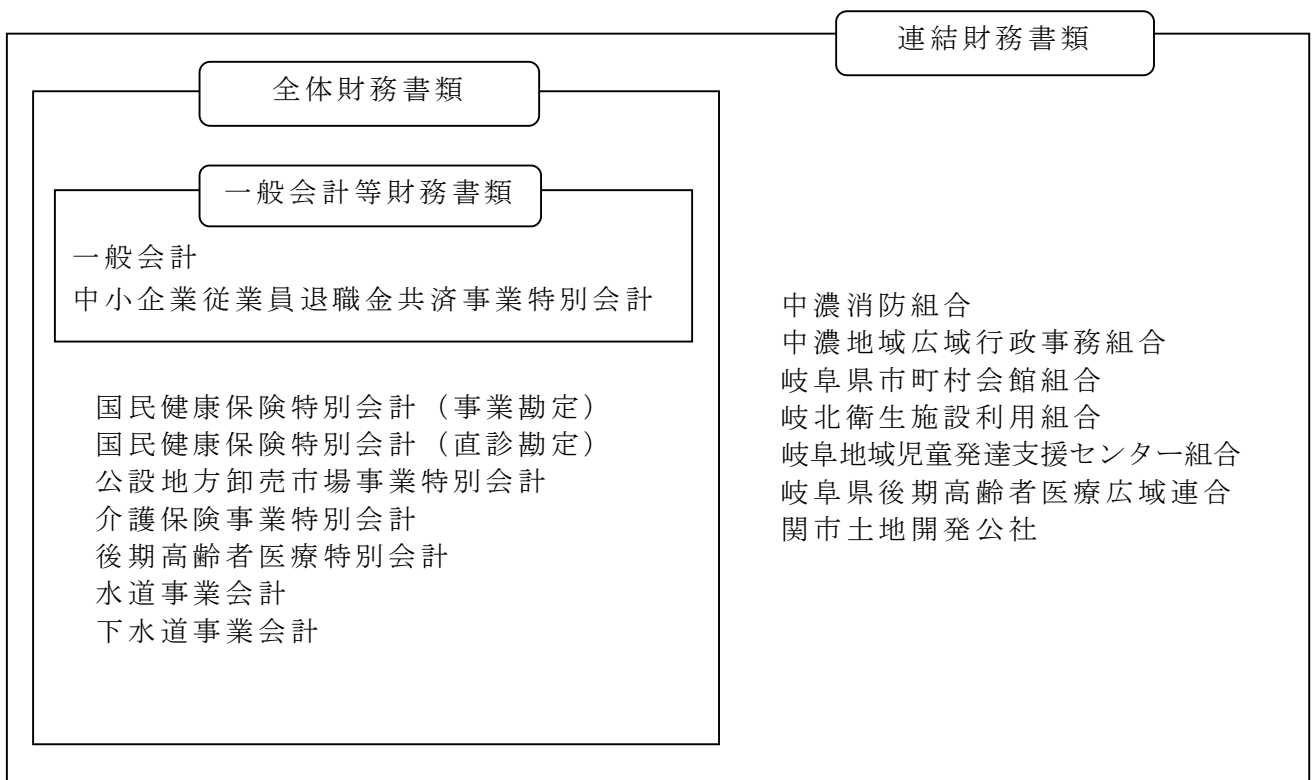 連結財務書類
全体財務書類
一般会計等財務書類
一般会計
中小企業従業員退職金共済事業特別会計
国民健康保険特別会計（事業勘定）
国民健康保険特別会計（直診勘定）
公設地方卸売市場事業特別会計
介護保険事業特別会計
後期高齢者医療特別会計
水道事業会計
下水道事業会計
中濃消防組合
中濃地域広域行政事務組合
岐阜県市町村会館組合
岐北衛生施設利用組合
岐阜地域児童発達支援センター組合
岐阜県後期高齢者医療広域連合
関市土地開発公社